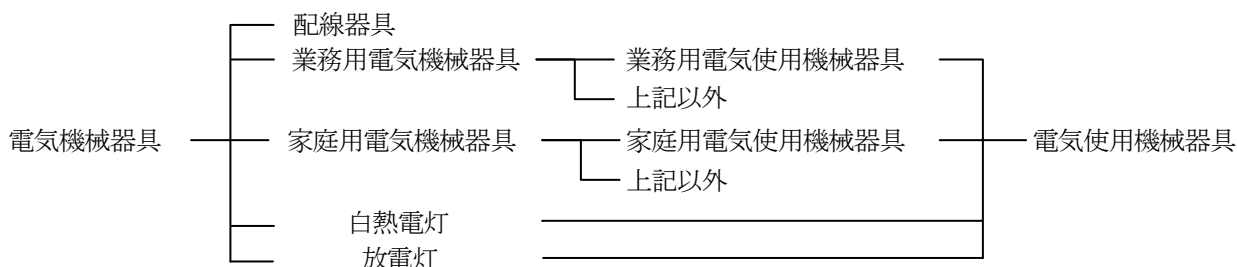 配線器具
業務用電気機械器具 業務用電気使用機械器具
上記以外
電気機械器具 家庭用電気機械器具 家庭用電気使用機械器具 電気使用機械器具
上記以外
白熱電灯
放電灯